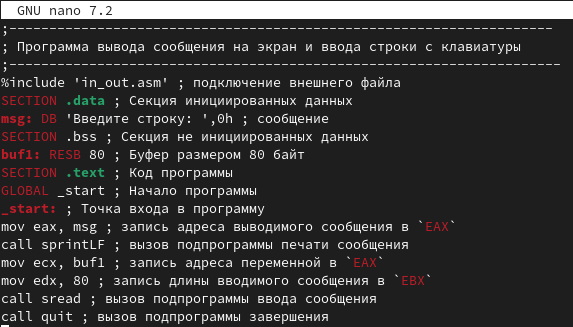 GNU nano 7.2
;--------------------------------------------------------------------
; Программа вывода сообщения на экран и ввода строки с клавиатуры
;---------------------------------------------------------------------
%include 'in_out.asm' ; подключение внешнего файла
SECTION .data ; Секция инициированных данных
msg: DB 'Введите строку: ',0h ; сообщение
SECTION .bss ; Секция не инициированных данных
buf1: RESB 80 ; Буфер размером 80 байт
SECTION .text ; Код программы
GLOBAL _start ; Начало программы
_start: ; Точка входа в программу
mov eax, msg ; запись адреса выводимого сообщения в `EAX`
call sprintLF ; вызов подпрограммы печати сообщения
mov ecx, buf1 ; запись адреса переменной в `EAX`
mov edx, 80 ; запись длины вводимого сообщения в `EBX`
call sread ; вызов подпрограммы ввода сообщения
call quit ; вызов подпрограммы завершения